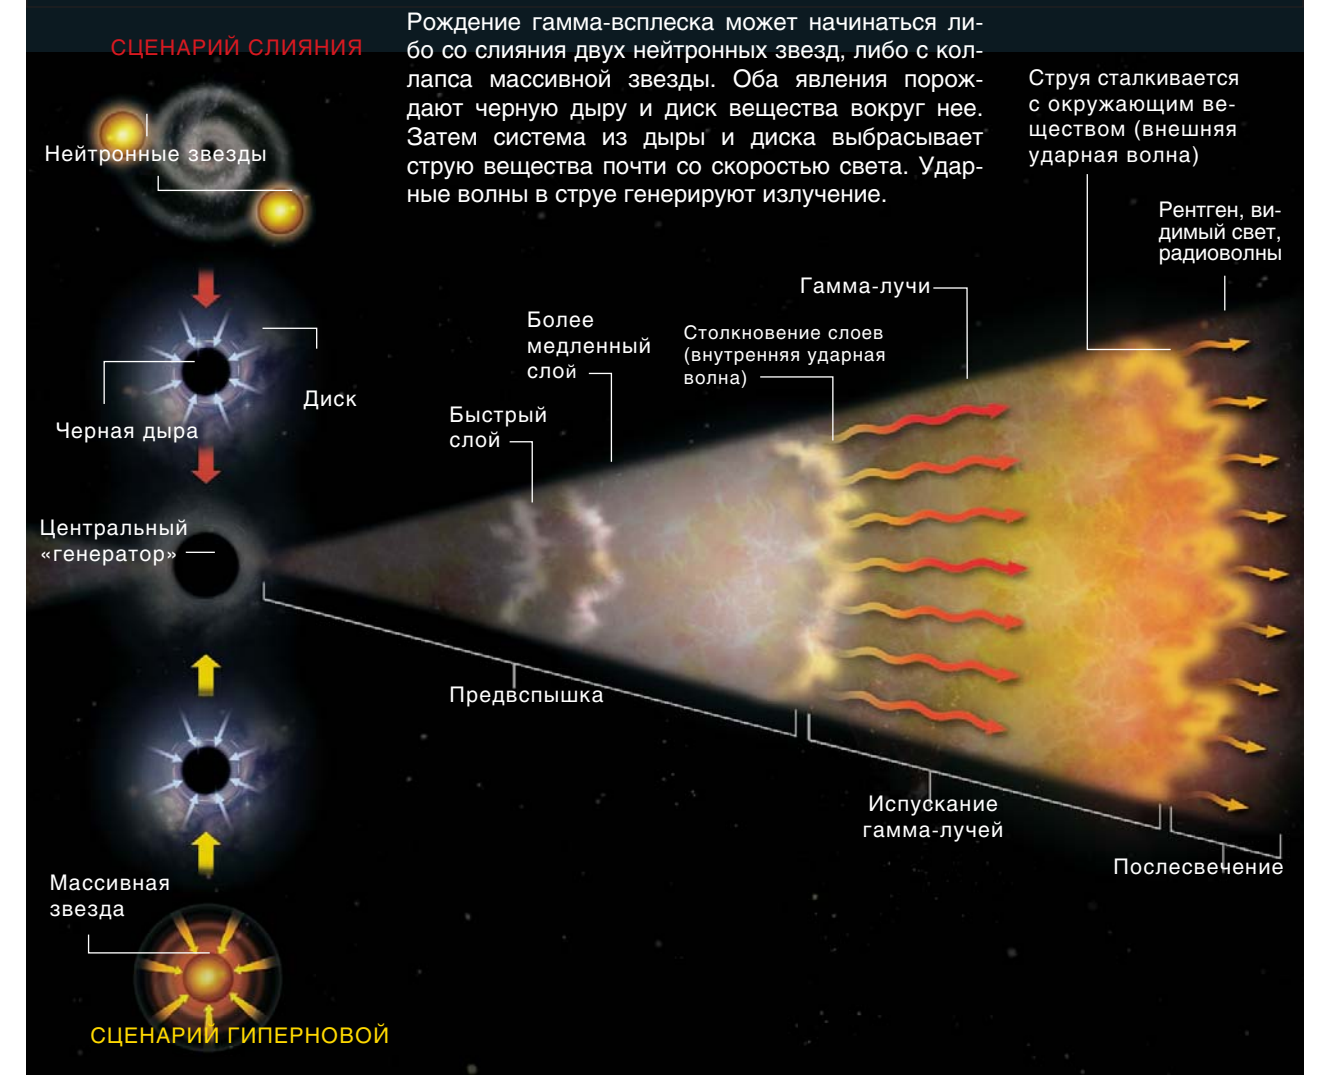 СЦЕНАРИЙ СЛИЯНИЯ
Рождение гамма-всплеска может начинаться ли-
бо со слияния двух нейтронных звезд, либо с кол-
лапса массивной звезды. Оба явления порож-
дают черную дыру и диск вещества вокруг нее.
Затем система из дыры и диска выбрасывает
струю вещества почти со скоростью света. Удар-
ные волны в струе генерируют излучение.
Струя сталкивается
с окружающим ве-
ществом (внешняя
ударная волна)
Нейтронные звезды
Рентген, ви-
димый свет,
радиоволны
Гамма-лучи
Более
медленный
слой
Столкновение слоев
(внутренняя ударная
волна)
Диск
Быстрый
слой
Черная дыра
Центральный
«генератор»
Предвспышка
Испускание
гамма-лучей
Послесвечение
Массивная
звезда
СЦЕНАРИЙ ГИПЕРНОВОЙ